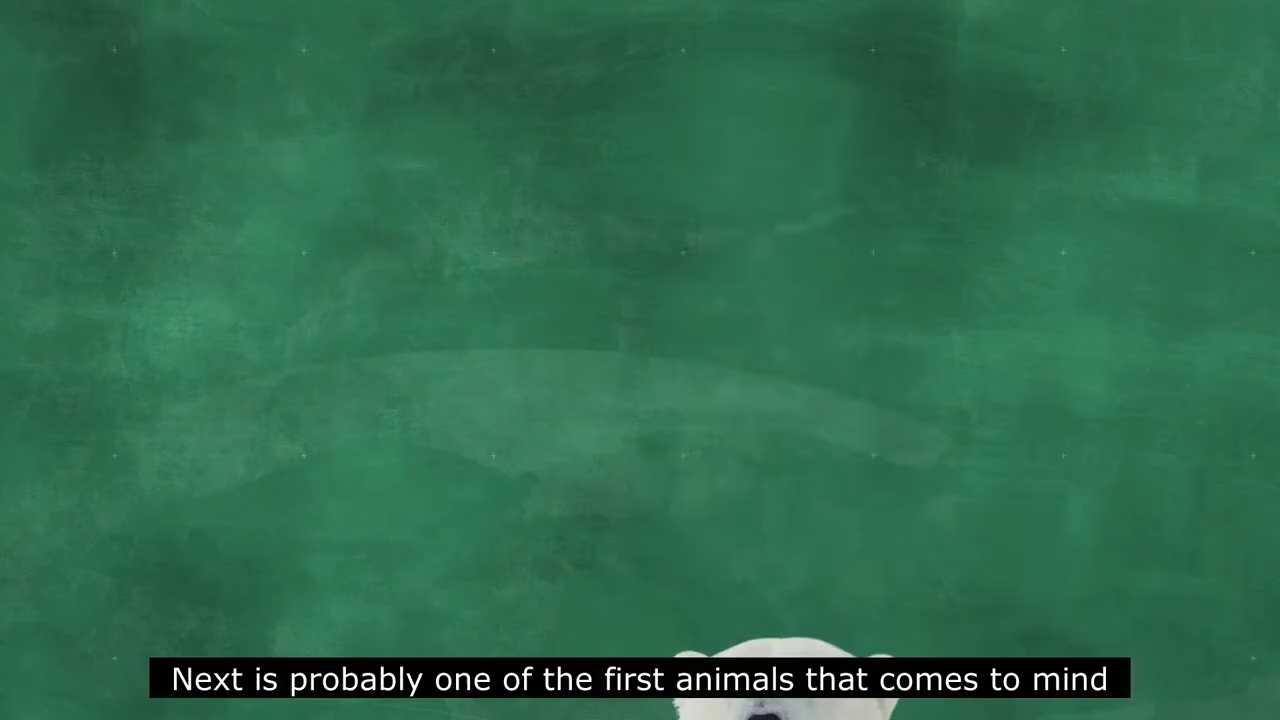 Next is probably one of the first animals that comes to mind